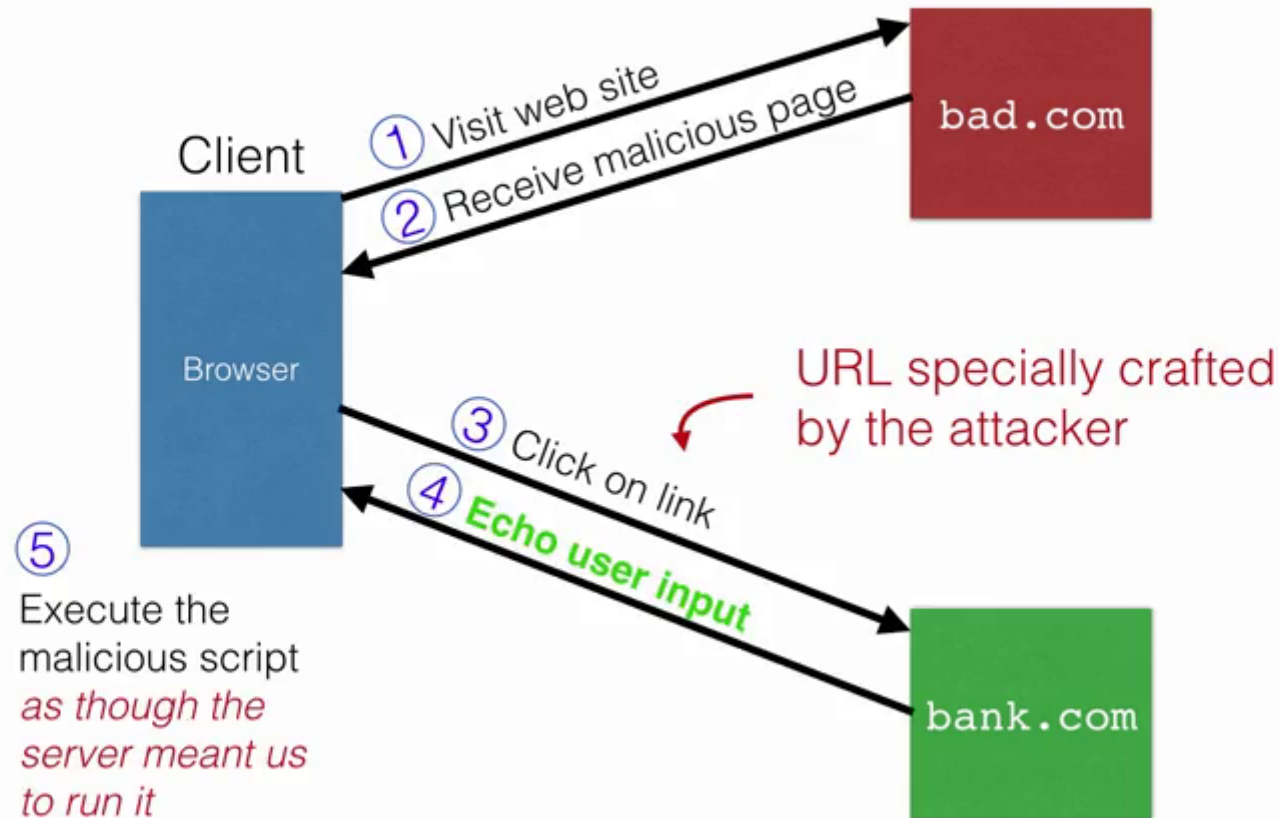 Client
Browser
bad.com
① Visit web site
② Receive malicious page
URL specially crafted
by the attacker
③ Click on link
④ Echo user input
bank.com
⑤
Execute the
malicious script
as though the
server meant us
to run it